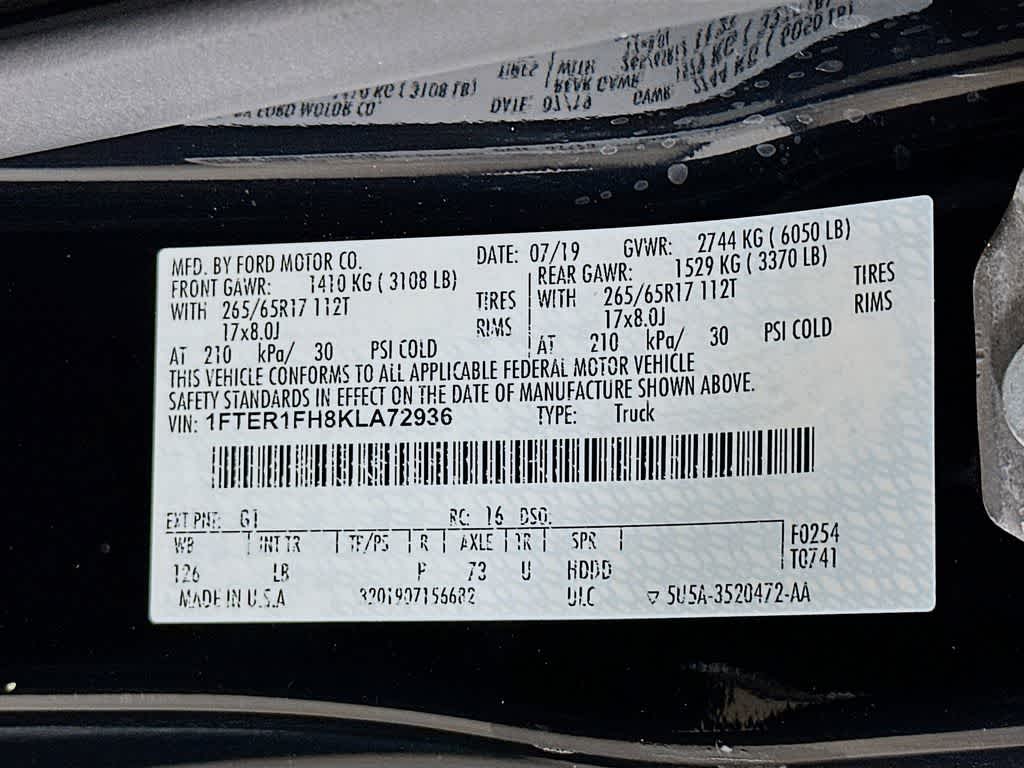 MFD. BY FORD MOTOR CO. DATE: 07/19 GVWR: 2744 KG ( 6050 LB)
FRONT GAWR: 1410 KG ( 3108 LB) REAR GAWR: 1529 KG ( 3370 LB)
WITH 265/65R17 112T TIRES WITH 265/65R17 112T TIRES
17x8.0J RIMS 17x8.0J RIMS
AT 210 kPa/ 30 PSI COLD AT 210 kPa/ 30 PSI COLD
THIS VEHICLE CONFORMS TO ALL APPLICABLE FEDERAL MOTOR VEHICLE
SAFETY STANDARDS IN EFFECT ON THE DATE OF MANUFACTURE SHOWN ABOVE.
VIN: 1FTER1FH8KLA72936 TYPE: Truck
EXT PNT: G1 RC: 16 DSO:
WB INT TR TP/PS R AXLE TR SPR F0254
126 LB P 73 U HDDD T0741
MADE IN U.S.A 3201907156682 ULC ▽ 5U5A-3520472-AA